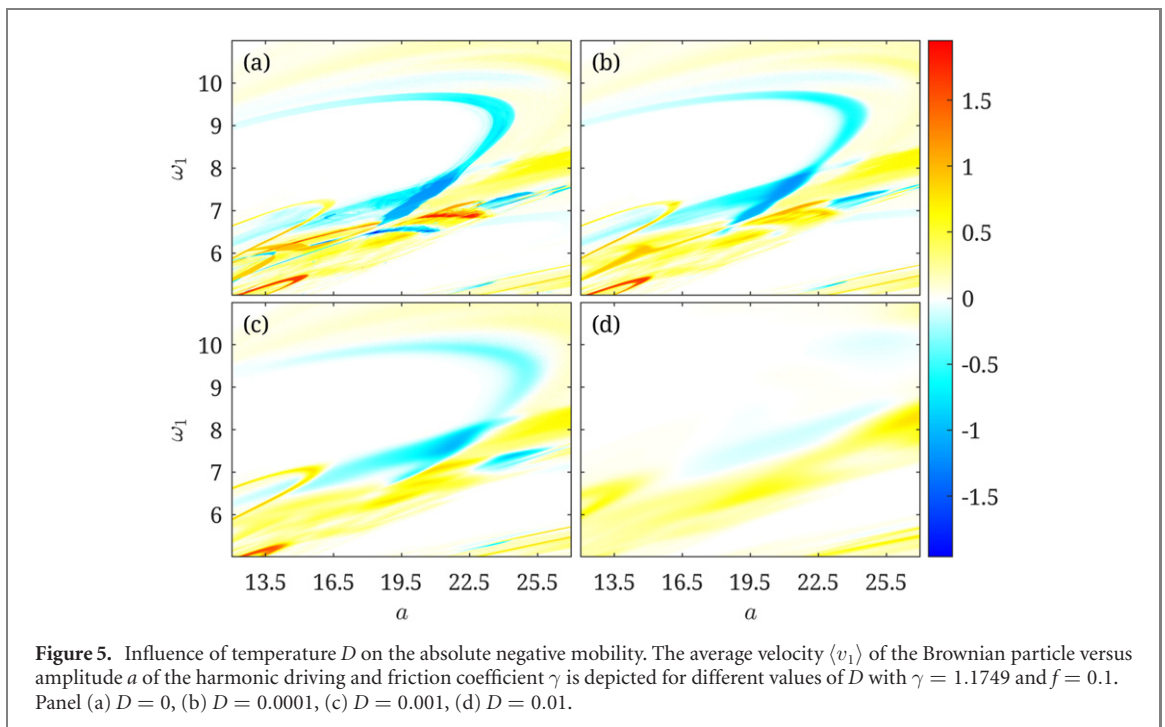 (a)
(b)
10
9
8
7
6
ω₁
1.5
1
0.5
0
-0.5
-1
-1.5
(c)
(d)
10
9
8
7
6
ω₁
13.5 16.5 19.5 22.5 25.5
13.5 16.5 19.5 22.5 25.5
a
a
Figure 5. Influence of temperature D on the absolute negative mobility. The average velocity ⟨v₁⟩ of the Brownian particle versus
amplitude a of the harmonic driving and friction coefficient γ is depicted for different values of D with γ = 1.1749 and f = 0.1.
Panel (a) D = 0, (b) D = 0.0001, (c) D = 0.001, (d) D = 0.01.